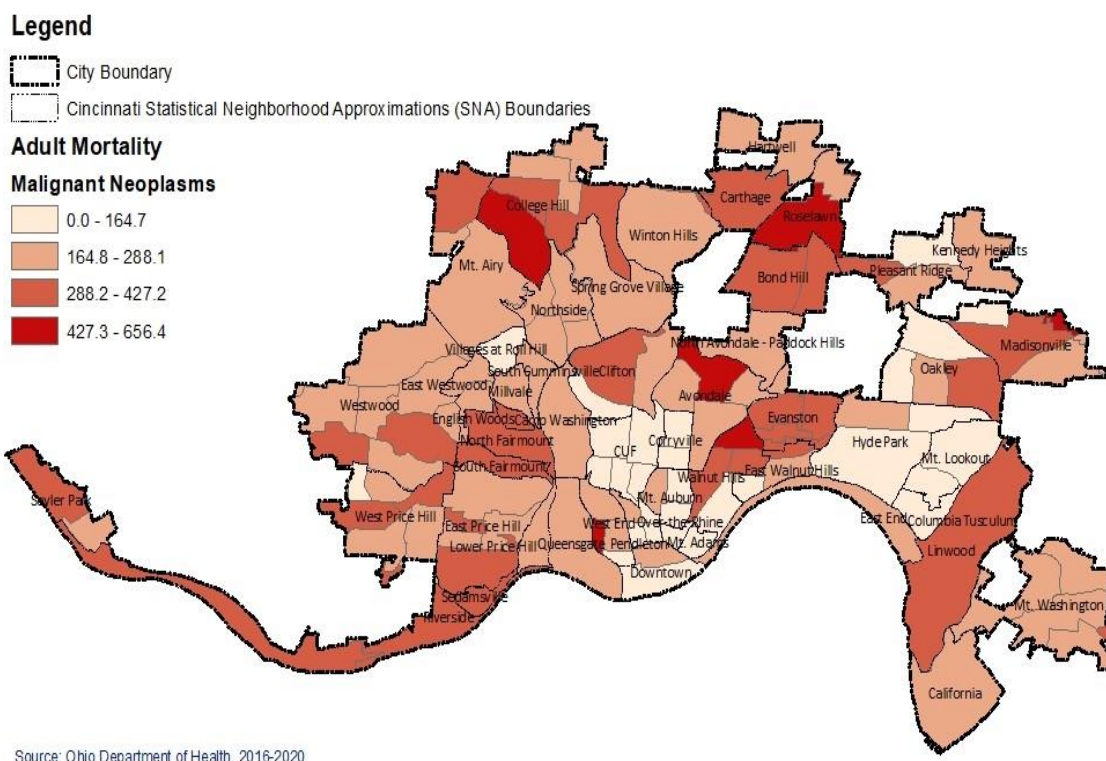 Legend
City Boundary
Cincinnati Statistical Neighborhood Approximations (SNA) Boundaries
Adult Mortality
Malignant Neoplasms
0.0 - 164.7
164.8 - 288.1
288.2 - 427.2
427.3 - 656.4
Hartwell
Carthage
College Hill
Roselawn
Winton Hills
Kennedy Heights
Mt. Airy
Pleasant Ridge
Bond Hill
Spring Grove Village
Northside
North Avondale - Paddock Hills
Madisonville
Villages at Roll Hill
Oakley
South Cumminsville
Clifton
East Westwood
Millvale
Avondale
Westwood
English Woods
Camp Washington
Evanston
North Fairmount
Corryville
Hyde Park
CUF
Mt. Lookout
South Fairmount
Walnut Hills
East Walnut Hills
Sayler Park
Mt. Auburn
West Price Hill
East End
Columbia Tusculum
East Price Hill
West End
Over-the-Rhine
Lower Price Hill
Queensgate
Pendleton
Mt. Adams
Linwood
Downtown
Sedamsville
Mt. Washington
Riverside
California
Source: Ohio Department of Health, 2016-2020